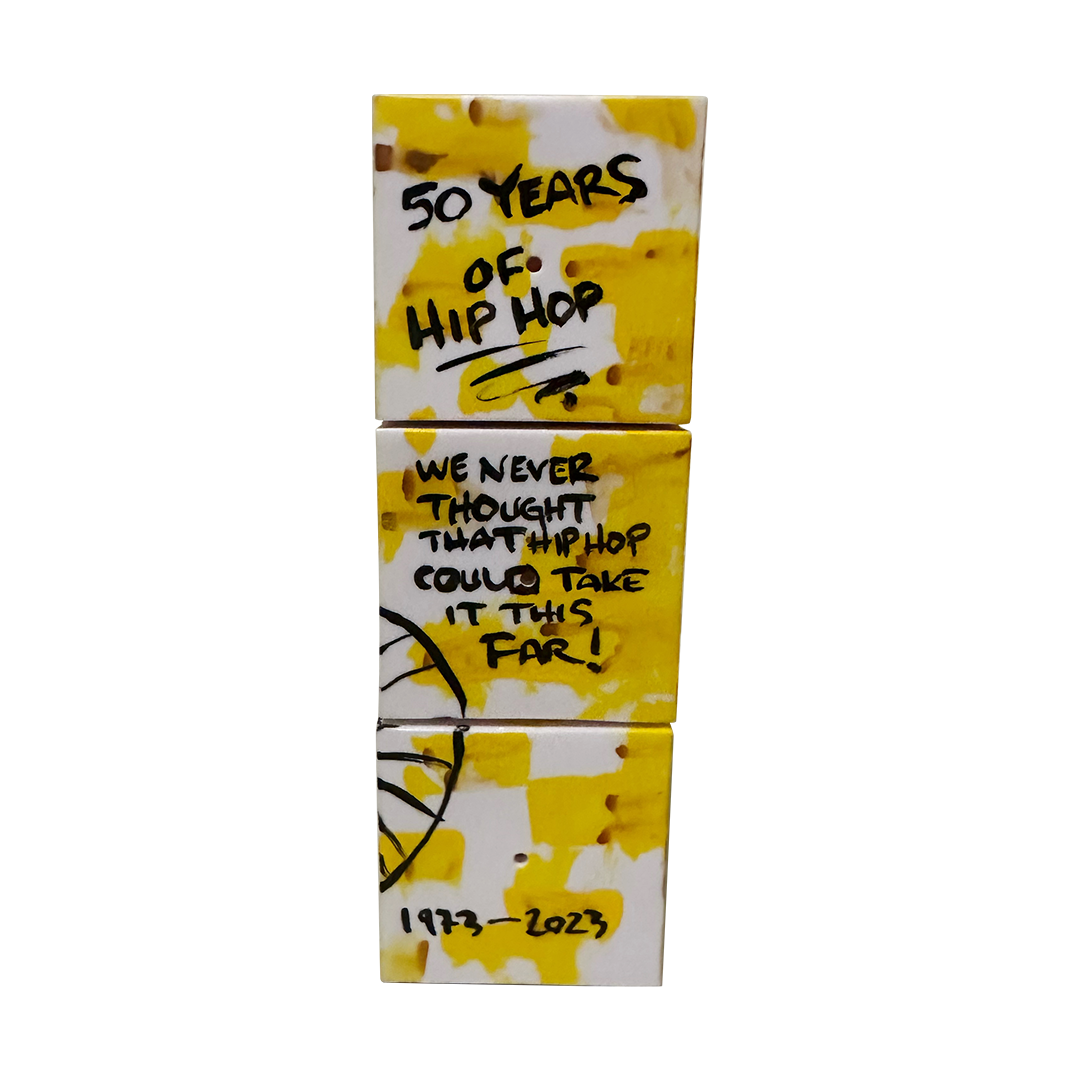 50 YEARS
OF
HIP HOP
WE NEVER
THOUGHT
THAT HIP HOP
COULD TAKE
IT THIS
FAR!
1973—2023